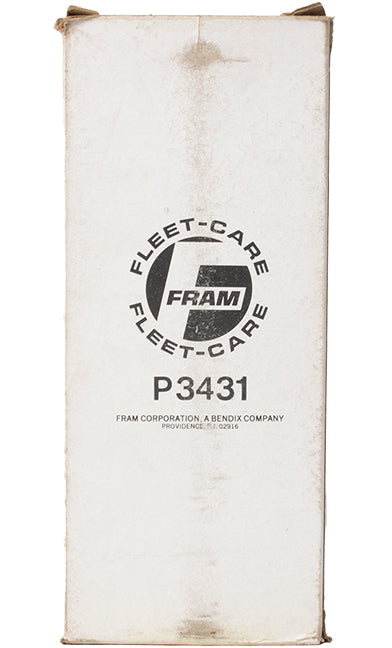 FLEET-CARE
FRAM
FLEET-CARE
P3431
FRAM CORPORATION, A BENDIX COMPANY
PROVIDENCE, R.I. 02916